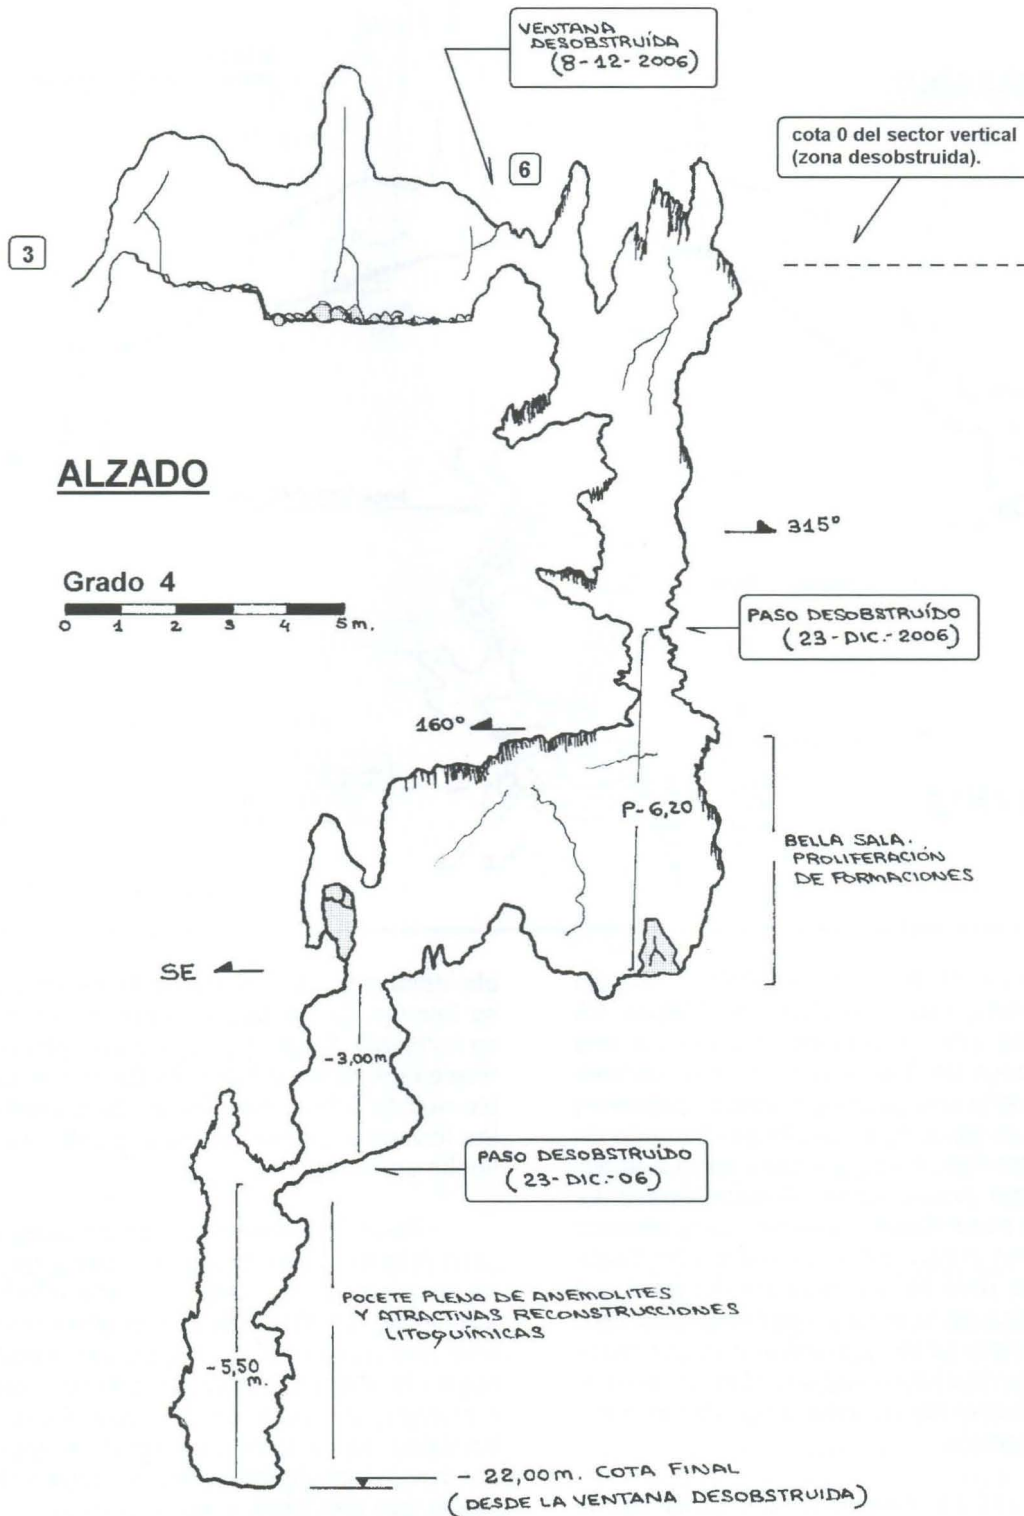 VENTANA
DESOBSTRUÍDA
(8-12-2006)
cota 0 del sector vertical
(zona desobstruida).
6
3
ALZADO
315°
Grado 4
0 1 2 3 4 5m.
PASO DESOBSTRUÍDO
(23-DIC.-2006)
160°
P-6,20
BELLA SALA.
PROLIFERACIÓN
DE FORMACIONES
SE
-3,00m
PASO DESOBSTRUÍDO
(23-DIC.-06)
POCETE PLENO DE ANEMOLITES
Y ATRACTIVAS RECONSTRUCCIONES
LITOQUÍMICAS
-5,50
m.
- 22,00m. COTA FINAL
(DESDE LA VENTANA DESOBSTRUIDA)